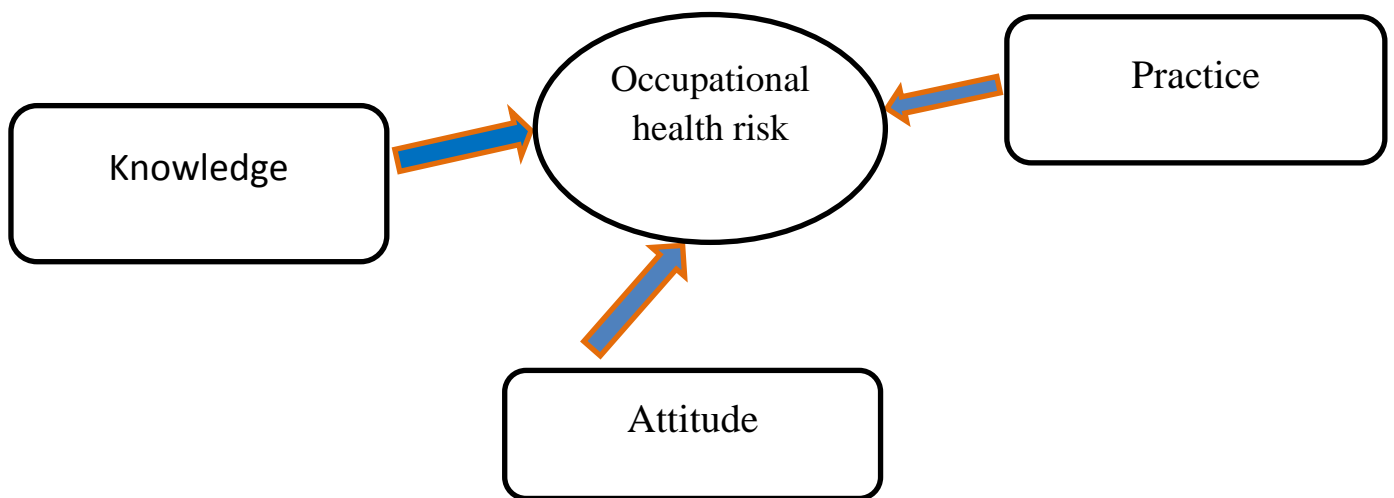 Occupational
health risk
Practice
Knowledge
Attitude